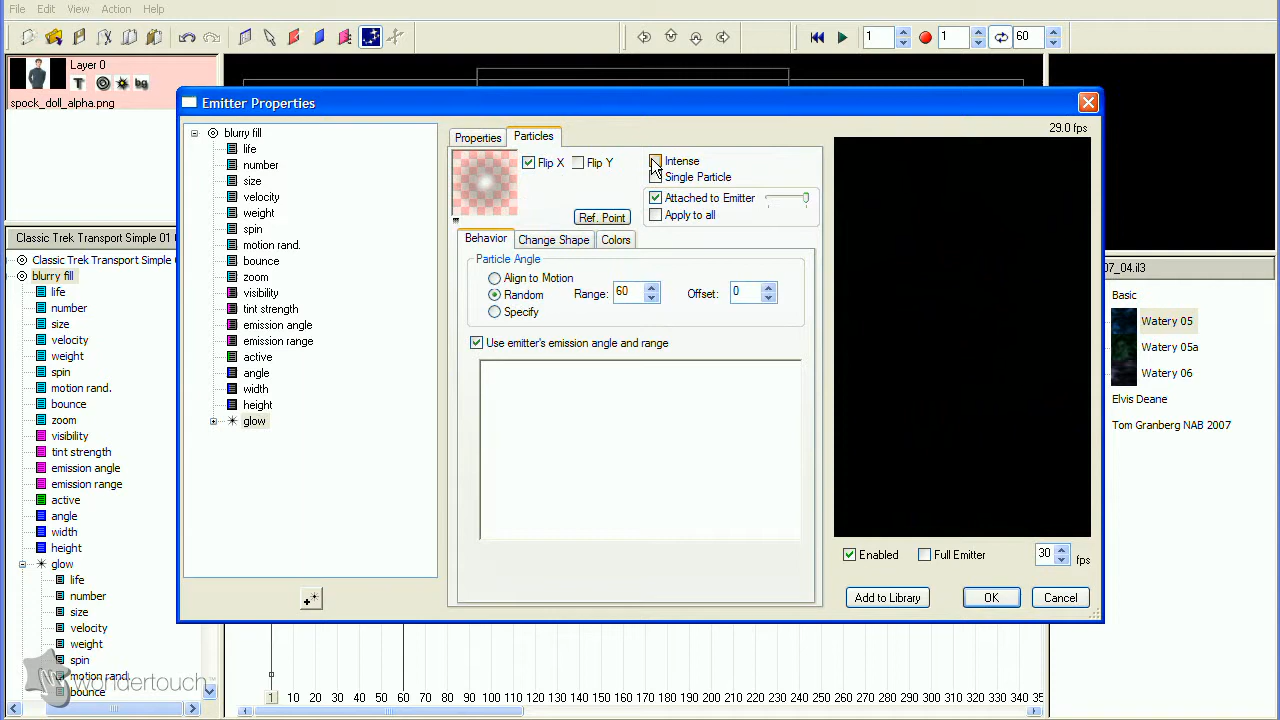 File Edit View Action Help
1 1 60
Layer 0
T bg
spock_doll_alpha.png
Emitter Properties
29.0 fps
blurry fill
life
number
size
velocity
weight
spin
motion rand.
bounce
zoom
visibility
tint strength
emission angle
emission range
active
angle
width
height
glow
Properties Particles
Flip X Flip Y
Intense
Single Particle
Attached to Emitter
Apply to all
Ref. Point
Behavior Change Shape Colors
Particle Angle
Align to Motion
Random Range: 60 Offset: 0
Specify
Use emitter's emission angle and range
Enabled Full Emitter 30 fps
Add to Library OK Cancel
Classic Trek Transport Simple 01
Classic Trek Transport Simple
blurry fill
life
number
size
velocity
weight
spin
motion rand.
bounce
zoom
visibility
tint strength
emission angle
emission range
active
angle
width
height
glow
life
number
size
velocity
weight
spin
motion rand.
bounce
07_04.il3
Basic
Watery 05
Watery 05a
Watery 06
Elvis Deane
Tom Granberg NAB 2007
wondertouch™
1 10 20 30 40 50 60 70 80 90 100 110 120 130 140 150 160 170 180 190 200 210 220 230 240 250 260 270 280 290 300 310 320 330 340 35